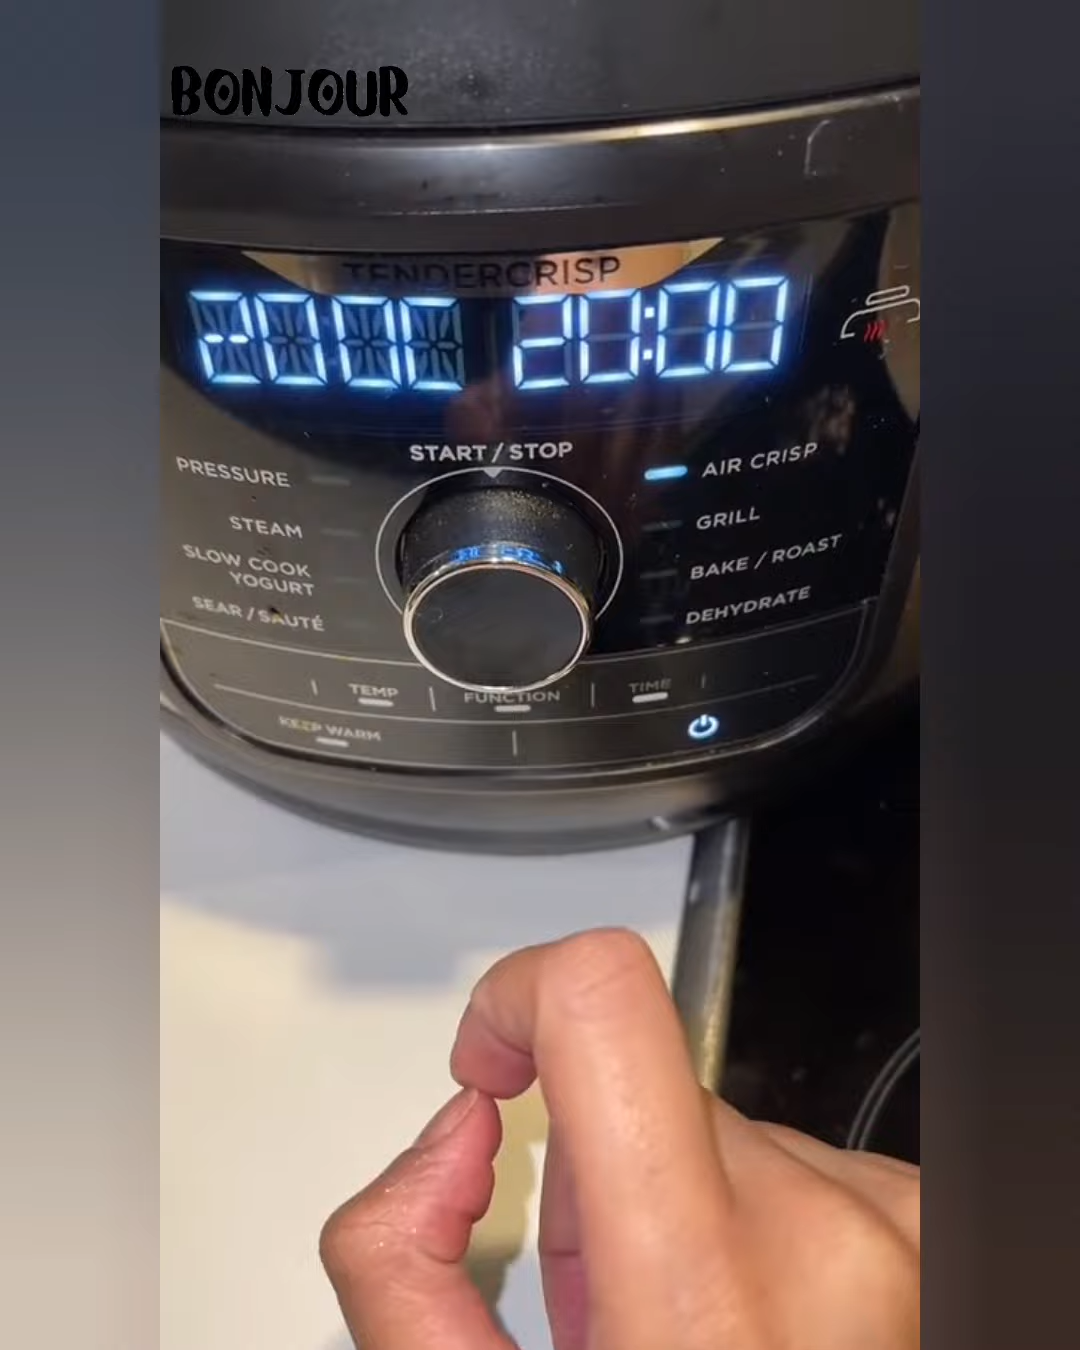 BONJOUR
TENDERCRISP
200C 20:00
START / STOP
PRESSURE
STEAM
SLOW COOK
YOGURT
SEAR / SAUTÉ
AIR CRISP
GRILL
BAKE / ROAST
DEHYDRATE
TEMP
FUNCTION
TIME
KEEP WARM